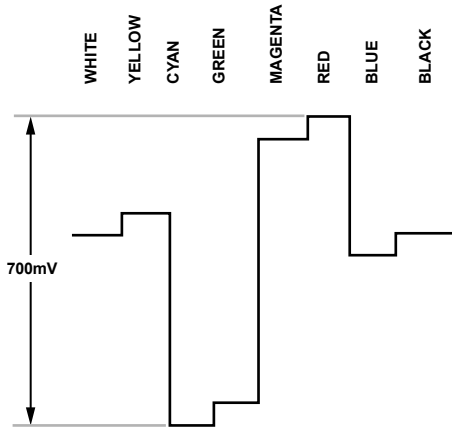 WHITE
YELLOW
CYAN
GREEN
MAGENTA
RED
BLUE
BLACK
700mV